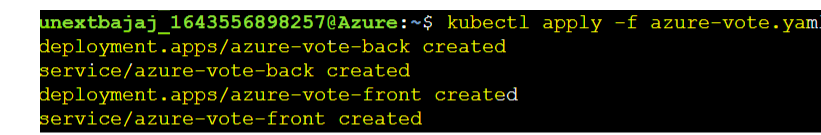 unextbajaj_1643556898257@Azure:~$ kubectl apply -f azure-vote.yaml
deployment.apps/azure-vote-back created
service/azure-vote-back created
deployment.apps/azure-vote-front created
service/azure-vote-front created